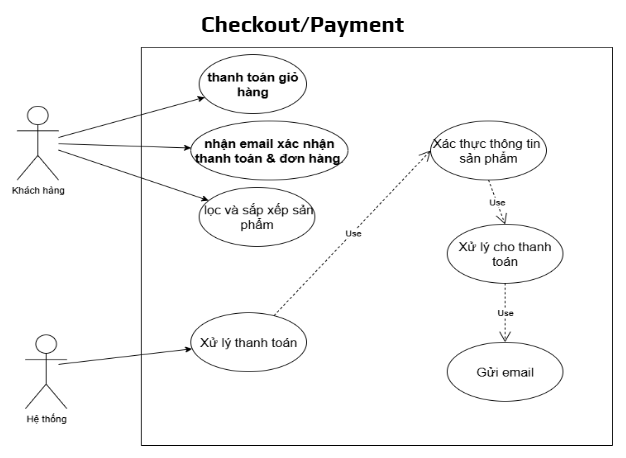 Checkout/Payment
thanh toán giỏ
hàng
nhận email xác nhận
thanh toán & đơn hàng
lọc và sắp xếp sản
phẩm
Khách hàng
Xác thực thông tin
sản phẩm
Use
Xử lý cho thanh
toán
Use
Use
Xử lý thanh toán
Gửi email
Hệ thống